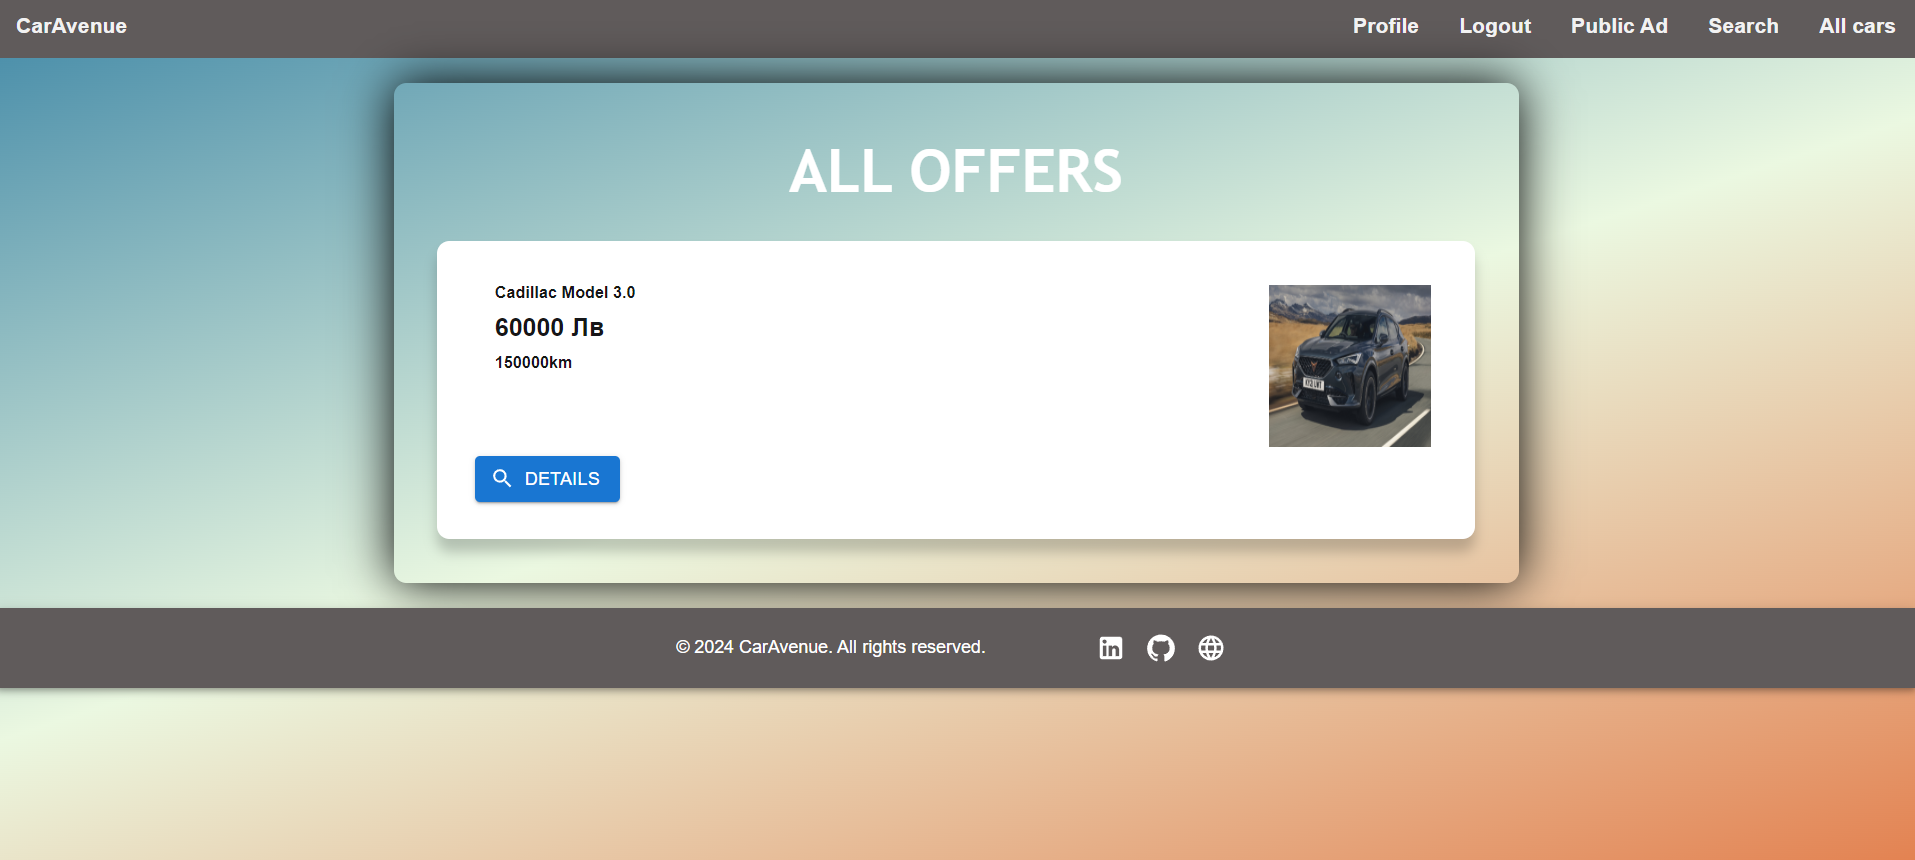 CarAvenue
Profile Logout Public Ad Search All cars
ALL OFFERS
Cadillac Model 3.0
60000 Лв
150000km
DETAILS
© 2024 CarAvenue. All rights reserved.